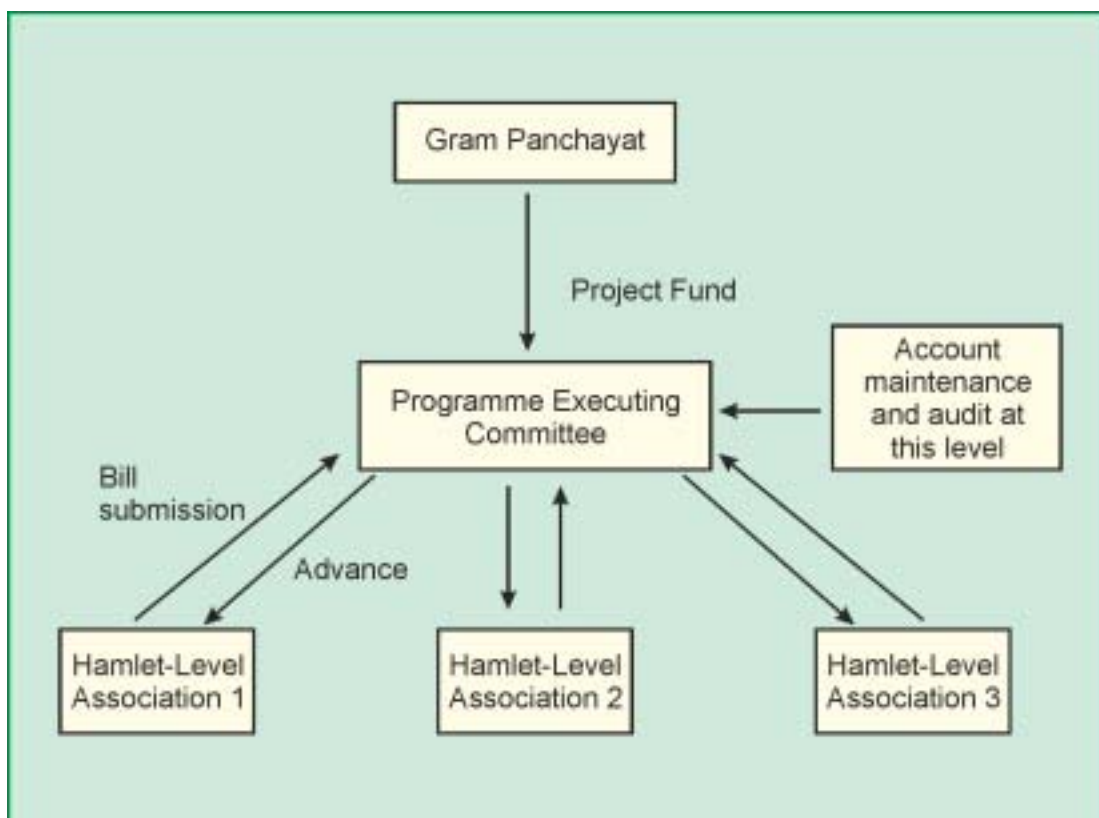 Gram Panchayat
Project Fund
Account
maintenance
and audit at
this level
Programme Executing
Committee
Bill
submission
Advance
Hamlet-Level
Association 1
Hamlet-Level
Association 2
Hamlet-Level
Association 3